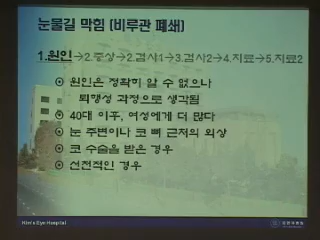 눈물길 막힘 (비루관 폐쇄)
1.원인→2.증상→2.검사1→3.검사2→4.치료→5.치료2
⊙ 원인은 정확히 알 수 없으나
퇴행성 과정으로 생각됨
⊙ 40대 이후, 여성에게 더 많다
⊙ 눈 주변이나 코 뼈 근처의 외상
⊙ 코 수술을 받은 경우
⊙ 선천적인 경우
Kim's Eye Hospital